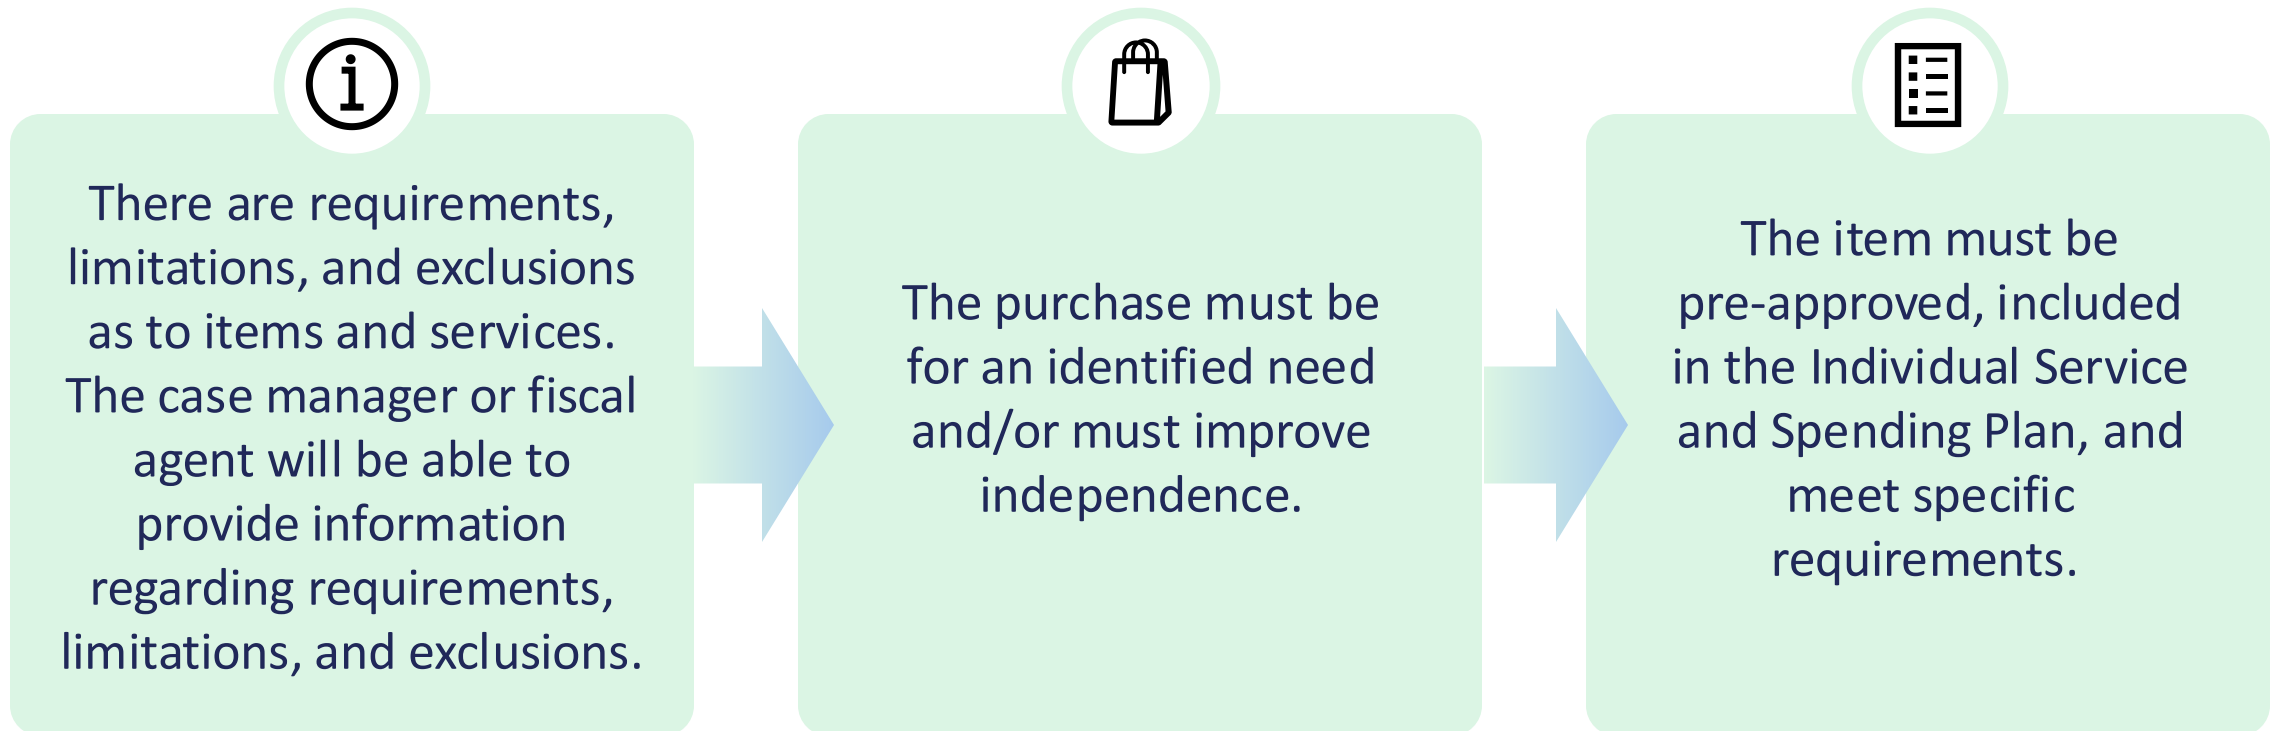 There are requirements,
limitations, and exclusions
as to items and services.
The case manager or fiscal
agent will be able to
provide information
regarding requirements,
limitations, and exclusions.
The purchase must be
for an identified need
and/or must improve
independence.
The item must be
pre-approved, included
in the Individual Service
and Spending Plan, and
meet specific
requirements.